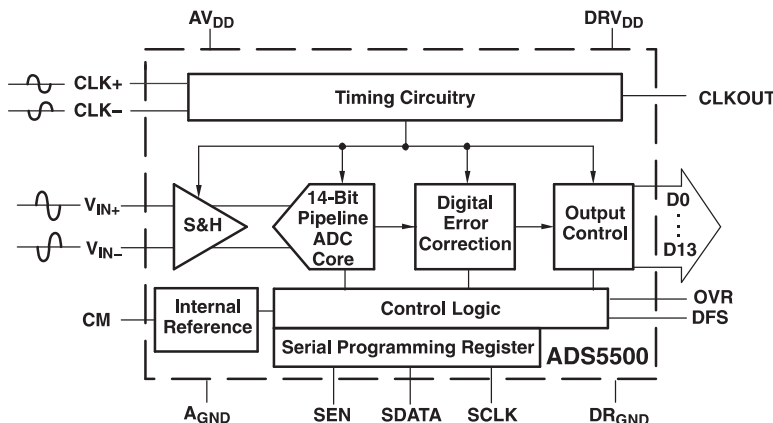 AVDD
DRVDD
CLK+
CLK–
Timing Circuitry
CLKOUT
VIN+
VIN–
S&H
14-Bit
Pipeline
ADC
Core
Digital
Error
Correction
Output
Control
D0
D13
CM
Internal
Reference
Control Logic
OVR
DFS
Serial Programming Register
ADS5500
AGND
SEN
SDATA
SCLK
DRGND